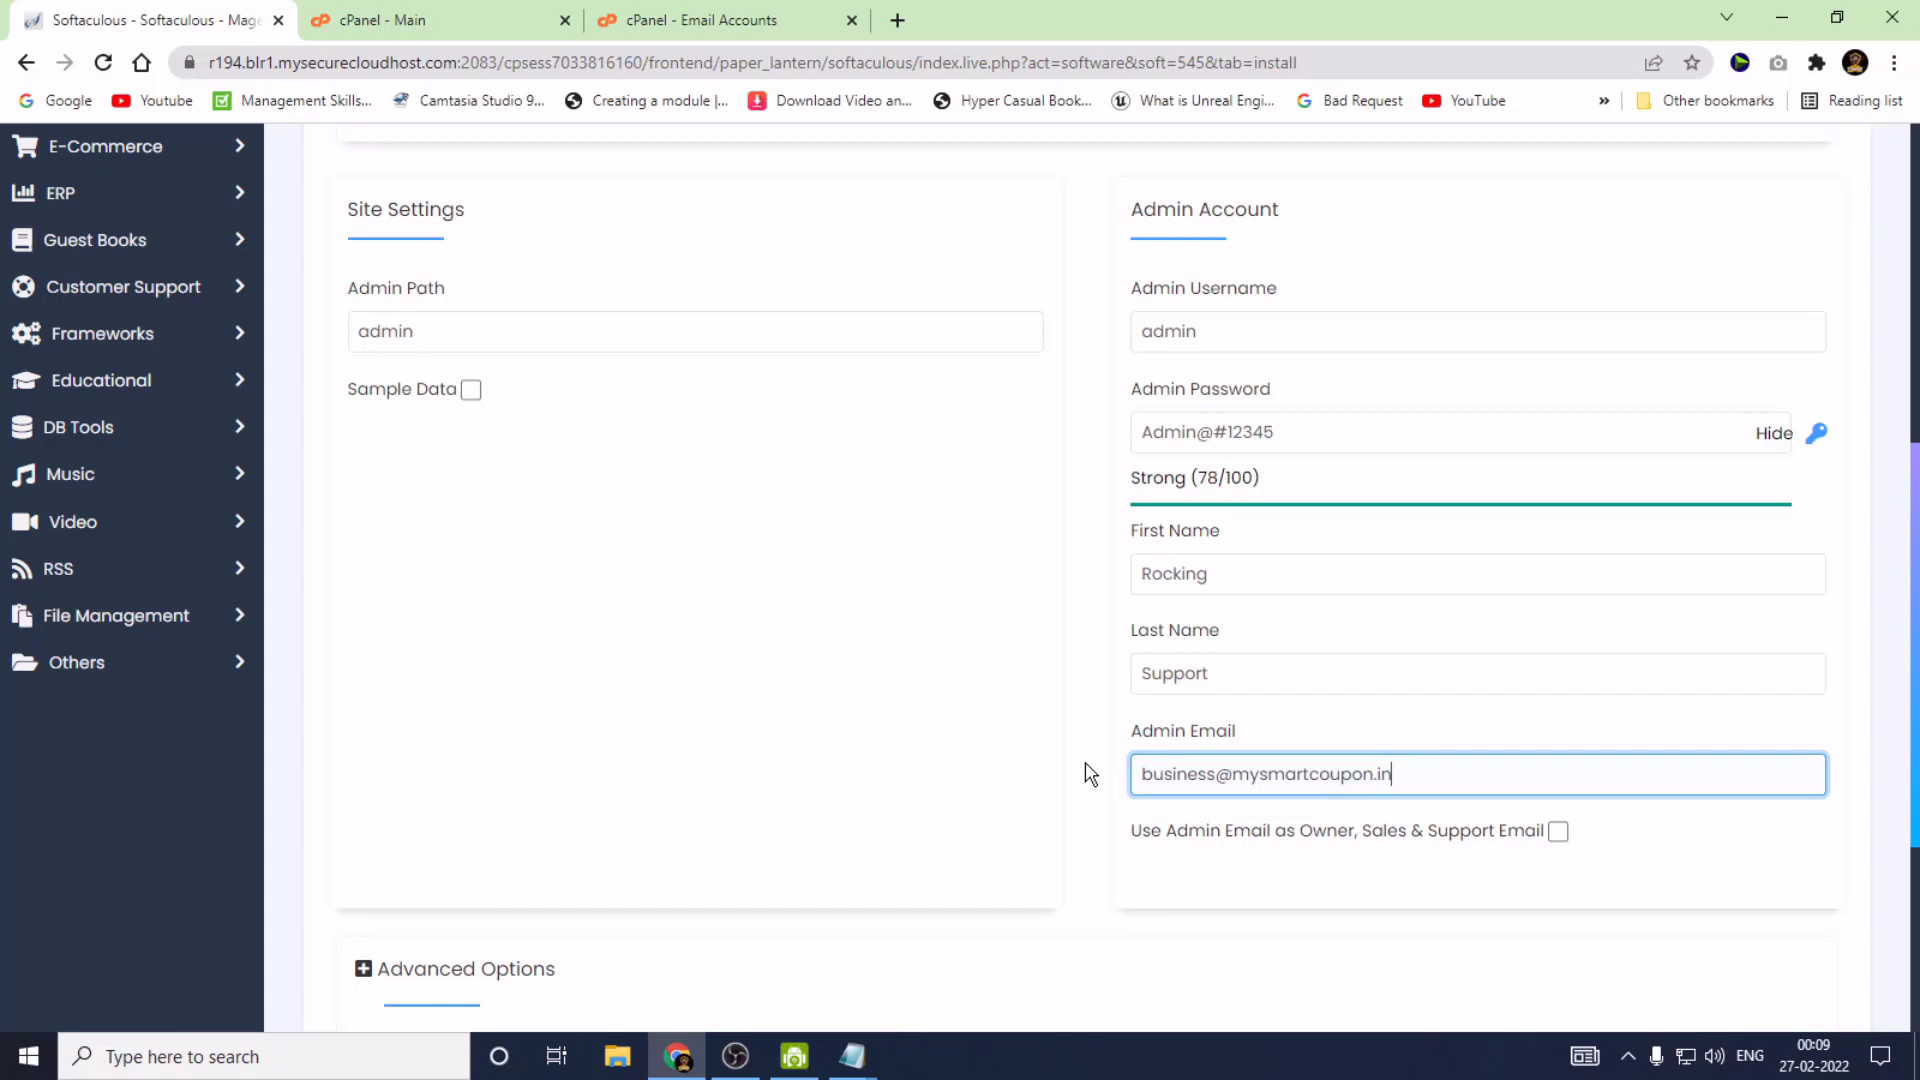 Softaculous - Softaculous - Mage
cPanel - Main
cPanel - Email Accounts
r194.blr1.mysecurecloudhost.com:2083/cpsess7033816160/frontend/paper_lantern/softaculous/index.live.php?act=software&soft=545&tab=install
Google
Youtube
Management Skills...
Camtasia Studio 9...
Creating a module |...
Download Video an...
Hyper Casual Book...
What is Unreal Engi...
Bad Request
YouTube
»
Other bookmarks
Reading list
E-Commerce
ERP
Guest Books
Customer Support
Frameworks
Educational
DB Tools
Music
Video
RSS
File Management
Others
Site Settings
Admin Path
admin
Sample Data
Admin Account
Admin Username
admin
Admin Password
Admin@#12345
Hide
Strong (78/100)
First Name
Rocking
Last Name
Support
Admin Email
business@mysmartcoupon.in
Use Admin Email as Owner, Sales & Support Email
Advanced Options
Type here to search
ENG
00:09
27-02-2022